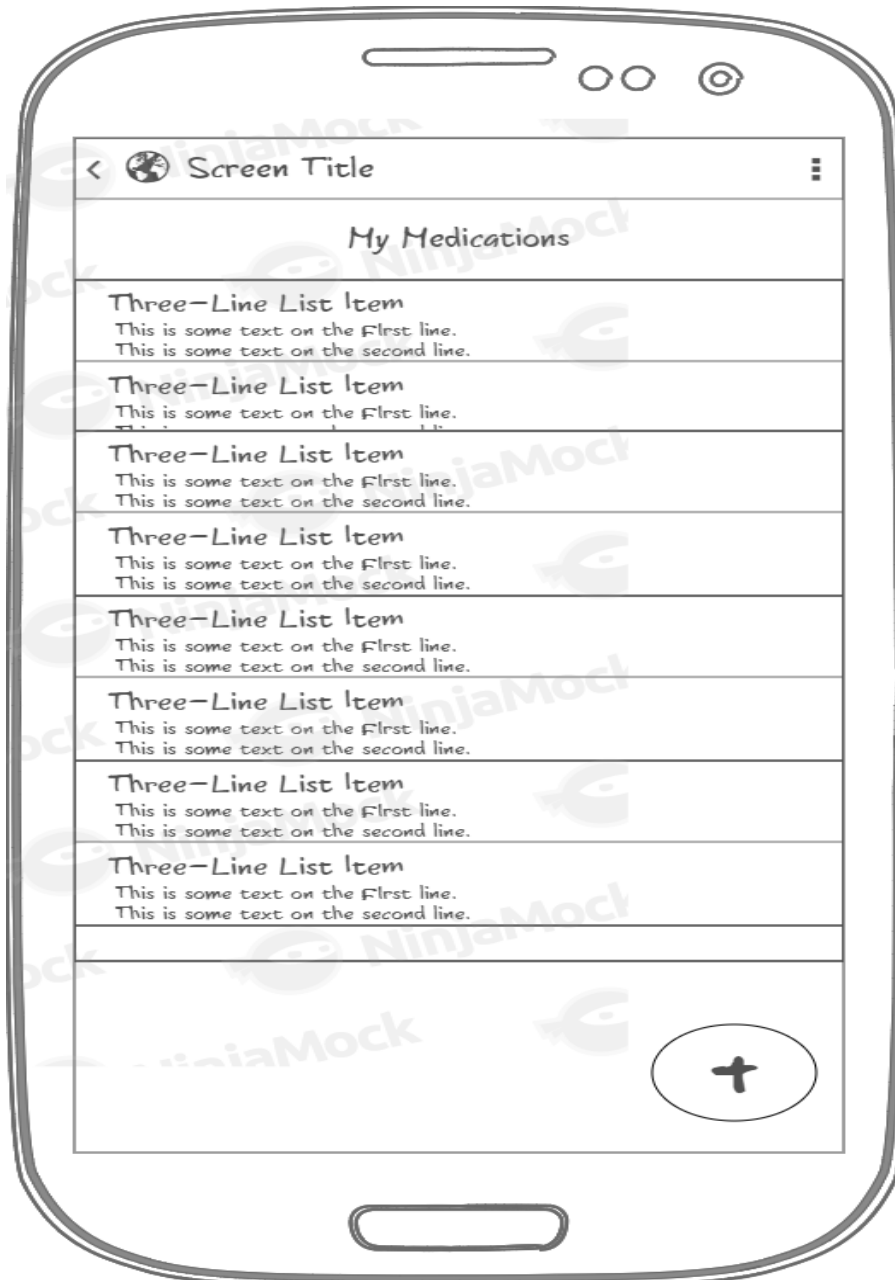 < Screen Title
My Medications
Three-Line List Item
This is some text on the First line.
This is some text on the second line.
Three-Line List Item
This is some text on the First line.
Three-Line List Item
This is some text on the First line.
This is some text on the second line.
Three-Line List Item
This is some text on the First line.
This is some text on the second line.
Three-Line List Item
This is some text on the First line.
This is some text on the second line.
Three-Line List Item
This is some text on the First line.
This is some text on the second line.
Three-Line List Item
This is some text on the First line.
This is some text on the second line.
Three-Line List Item
This is some text on the First line.
This is some text on the second line.
+
NinjaMock